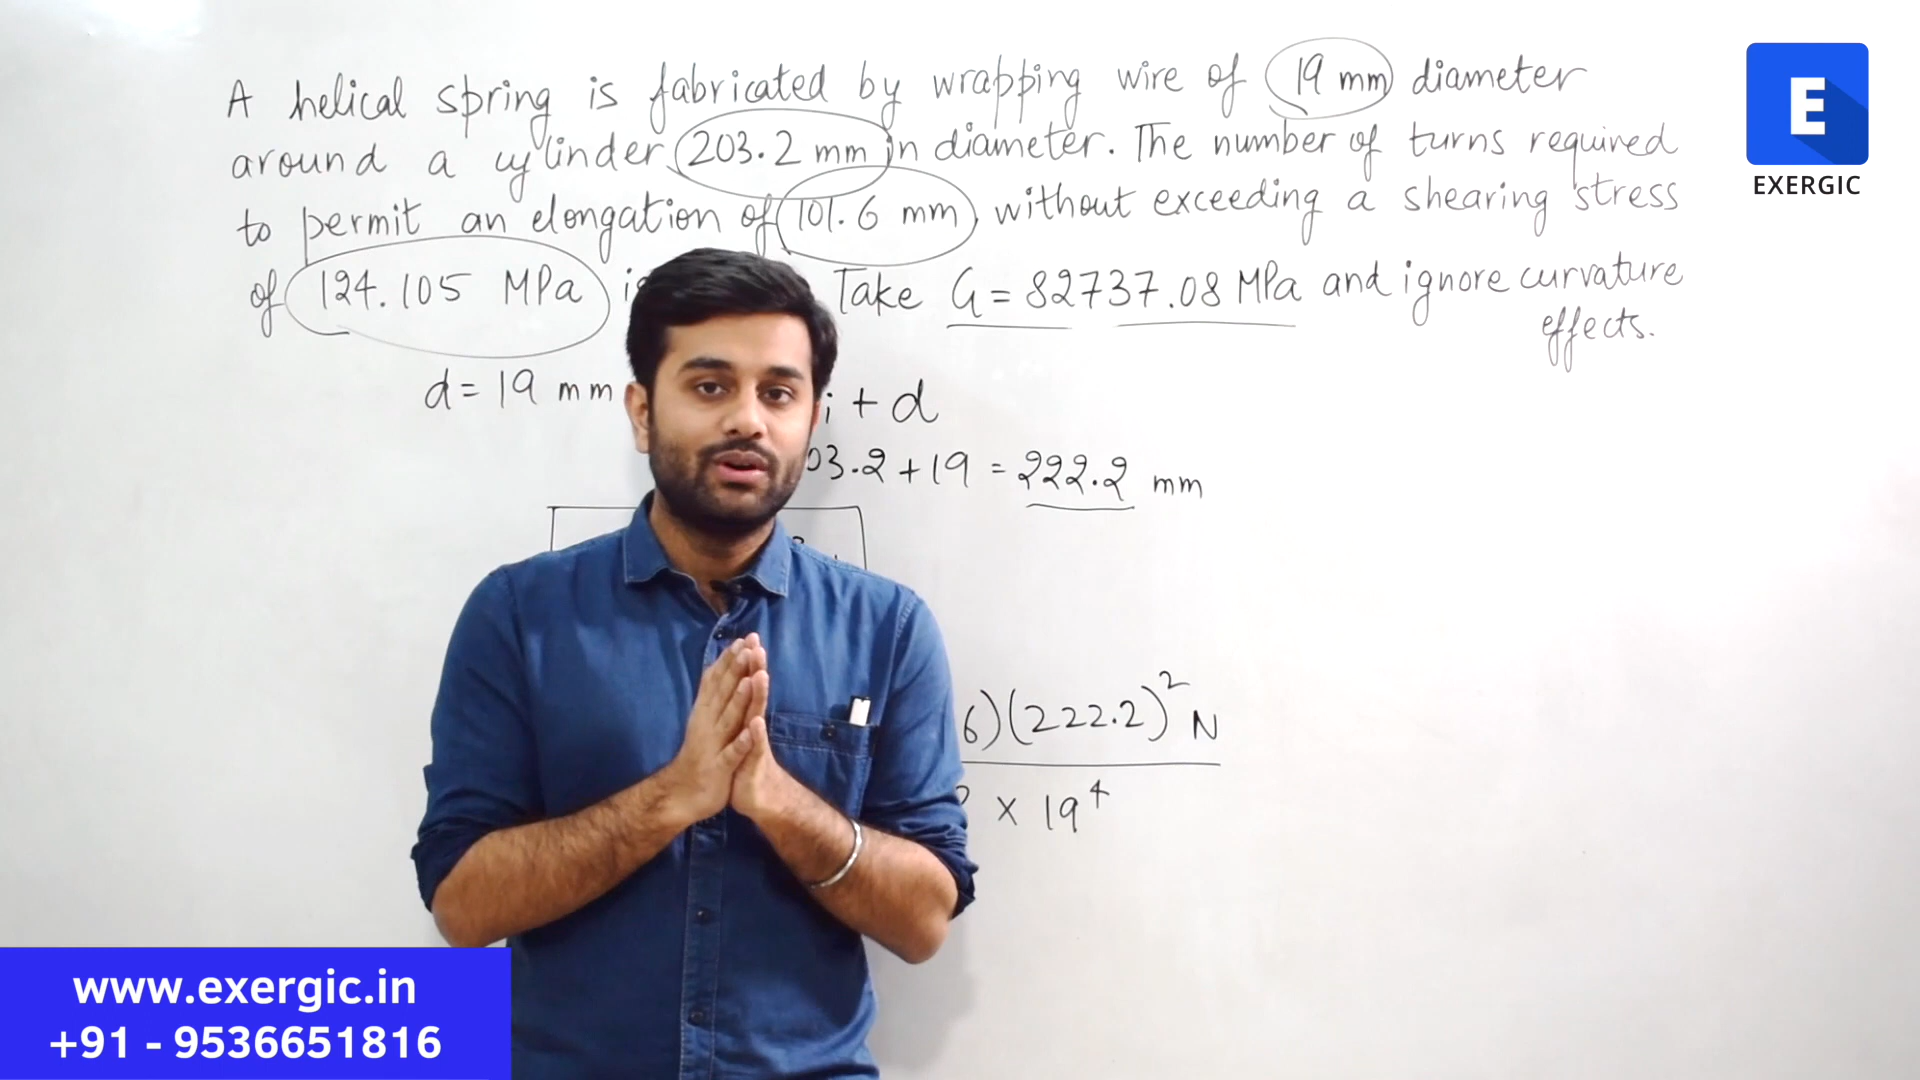 A helical spring is fabricated by wrapping wire of 19 mm diameter
around a cylinder 203.2 mm in diameter. The number of turns required
to permit an elongation of 101.6 mm, without exceeding a shearing stress
of 124.105 MPa Take G = 82737.08 MPa and ignore curvature
effects.
d = 19 mm i + d
03.2 + 19 = 222.2 mm
6)(222.2)² N
× 19⁴
E
EXERGIC
www.exergic.in
+91 - 9536651816